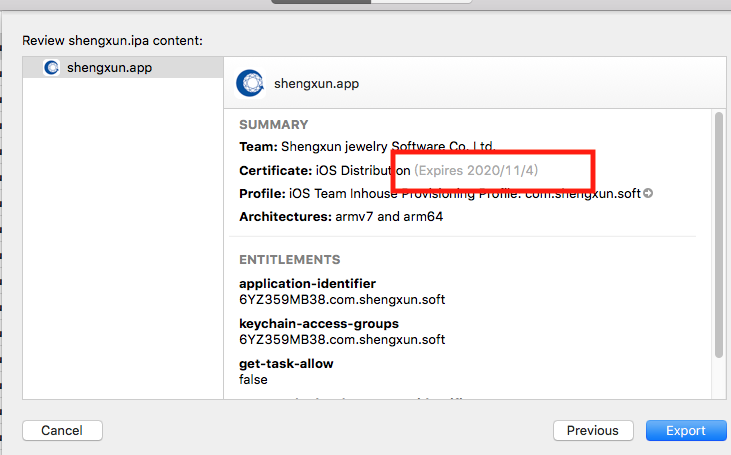 Review shengxun.ipa content:
shengxun.app
shengxun.app
SUMMARY
Team: Shengxun jewelry Software Co, Ltd.
Certificate: iOS Distribution (Expires 2020/11/4)
Profile: iOS Team Inhouse Provisioning Profile: com.shengxun.soft
Architectures: armv7 and arm64
ENTITLEMENTS
application-identifier
6YZ359MB38.com.shengxun.soft
keychain-access-groups
6YZ359MB38.com.shengxun.soft
get-task-allow
false
Cancel
Previous
Export